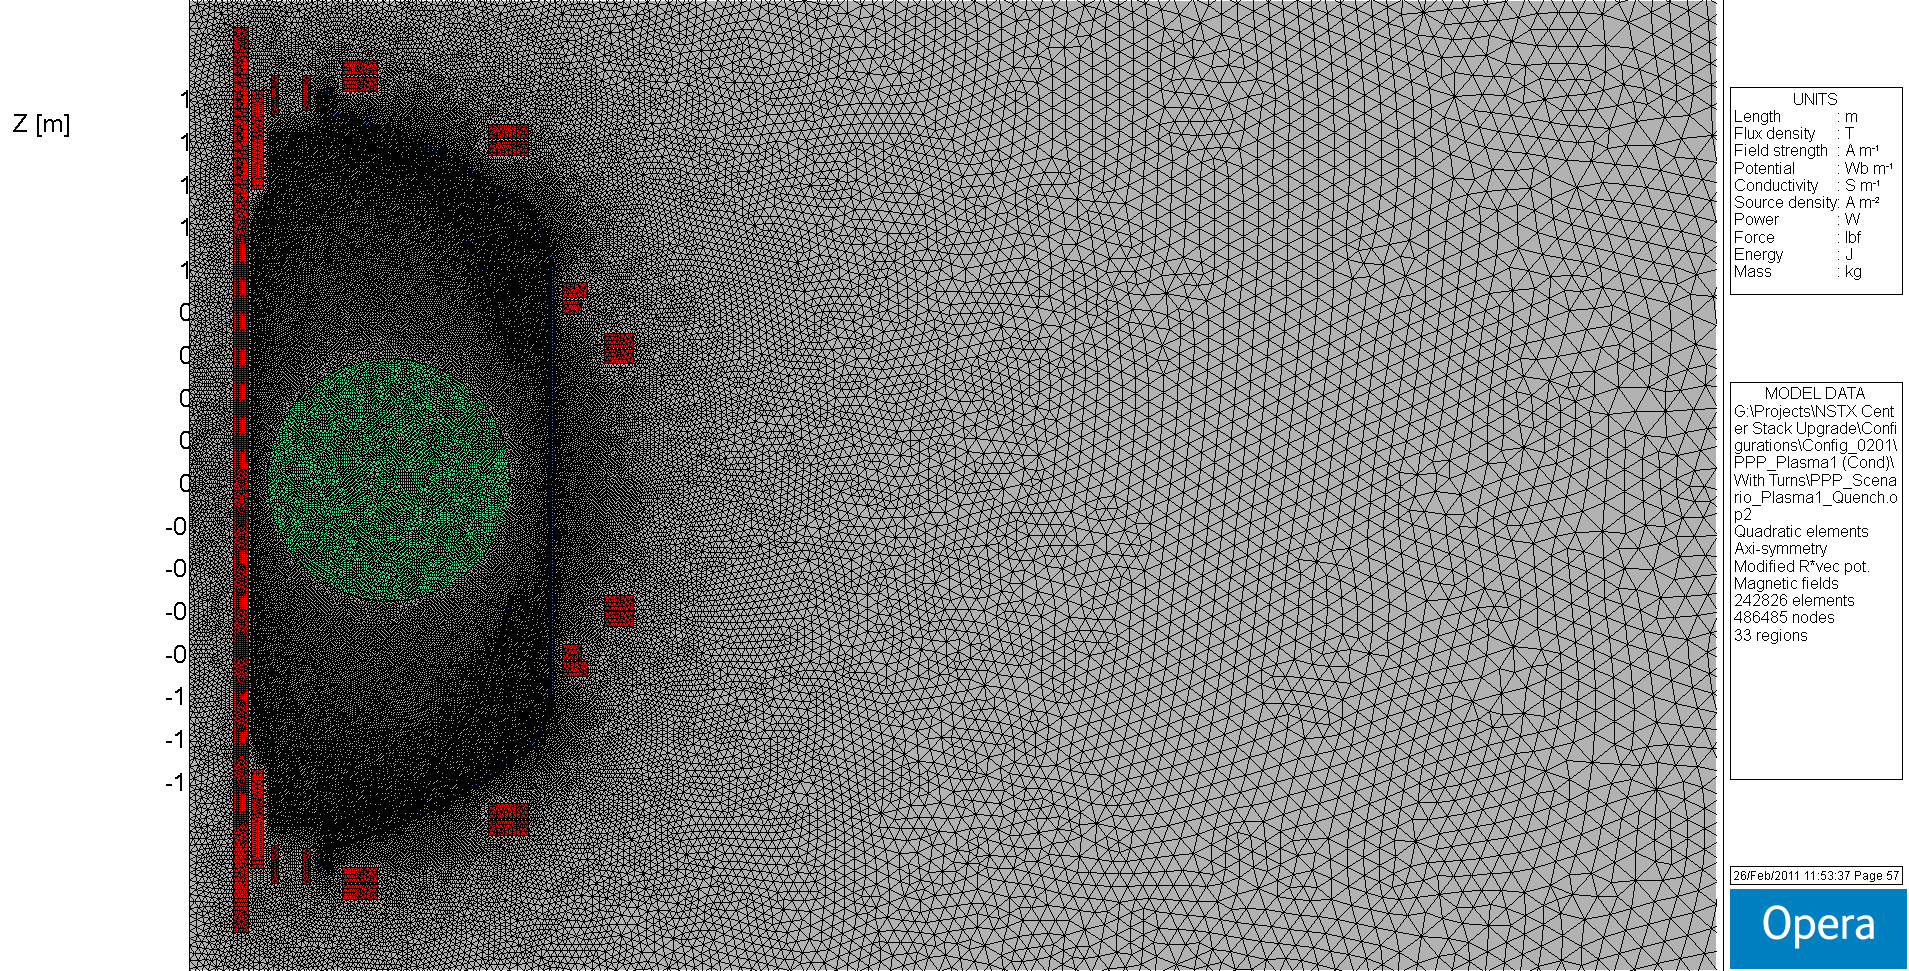 Z [m]
1
1
1
1
1
0
0
0
0
0
-0
-0
-0
-0
-1
-1
-1
UNITS
Length : m
Flux density : T
Field strength : A m⁻¹
Potential : Wb m⁻¹
Conductivity : S m⁻¹
Source density: A m⁻²
Power : W
Force : lbf
Energy : J
Mass : kg
MODEL DATA
G:\Projects\NSTX Cent
er Stack Upgrade\Confi
gurations\Config_0201\
PPP_Plasma1 (Cond)\
With Turns\PPP_Scena
rio_Plasma1_Quench.o
p2
Quadratic elements
Axi-symmetry
Modified R*vec pot.
Magnetic fields
242826 elements
486485 nodes
33 regions
26/Feb/2011 11:53:37 Page 57
Opera